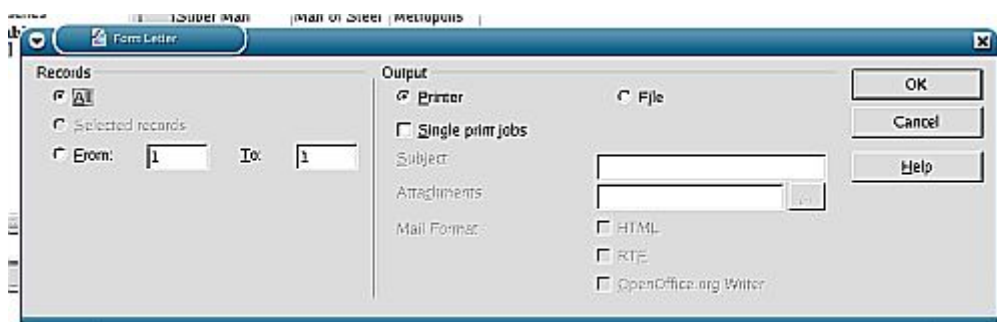 Super Man Man of Steel Metropolis
Form Letter
Records
All
Selected records
From: 1 To: 1
Output
Printer File
Single print jobs
Subject
Attachments
...
Mail Format
HTML
RTF
OpenOffice.org Writer
OK
Cancel
Help